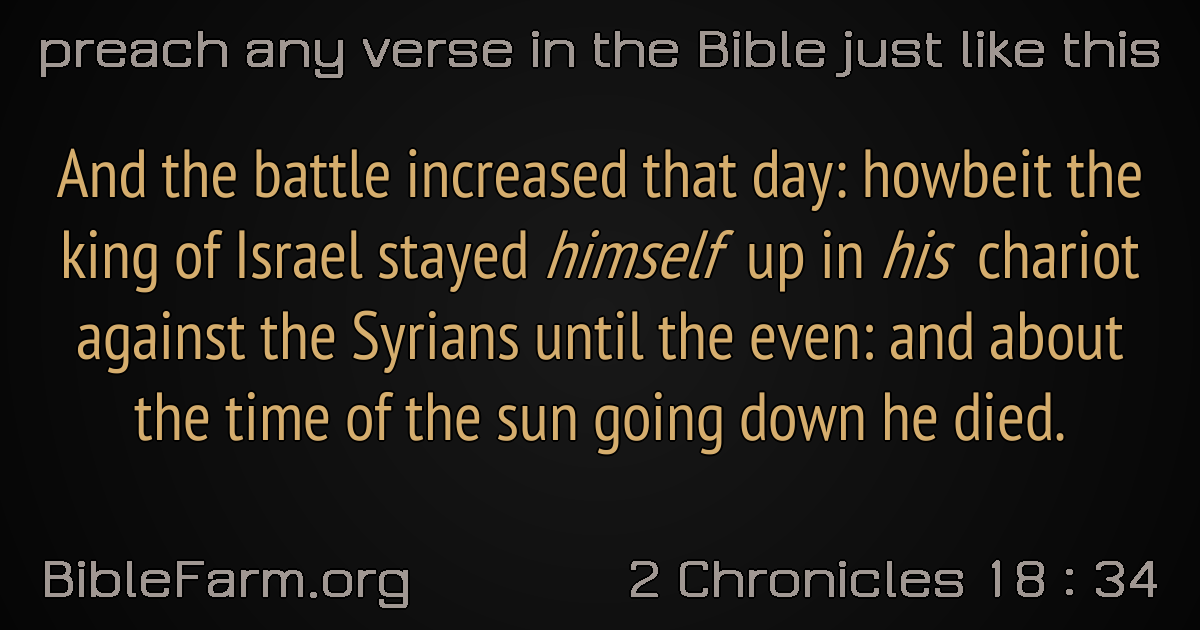 preach any verse in the Bible just like this
And the battle increased that day: howbeit the
king of Israel stayed himself up in his chariot
against the Syrians until the even: and about
the time of the sun going down he died.
BibleFarm.org
2 Chronicles 18 : 34